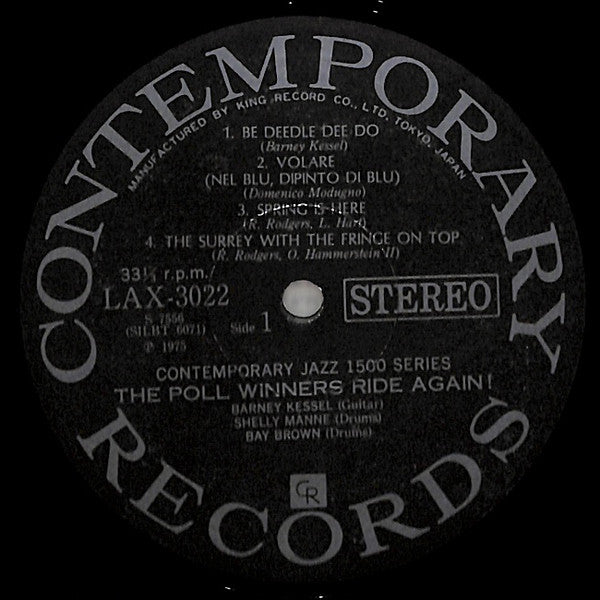 CONTEMPORARY
MANUFACTURED BY KING RECORD CO., LTD. TOKYO, JAPAN
1. BE DEEDLE DEE DO
(Barney Kessel)
2. VOLARE
(NEL BLU, DIPINTO DI BLU)
(Domenico Modugno)
3. SPRING IS HERE
(R. Rodgers, L. Hart)
4. THE SURREY WITH THE FRINGE ON TOP
(R. Rodgers, O. Hammerstein II)
33⅓ r.p.m./
LAX-3022
STEREO
S 7556
(SILBT 6071) Side 1
℗ 1975
CONTEMPORARY JAZZ 1500 SERIES
THE POLL WINNERS RIDE AGAIN!
BARNEY KESSEL (Guitar)
SHELLY MANNE (Drums)
BAY BROWN (Drums)
CR
RECORDS